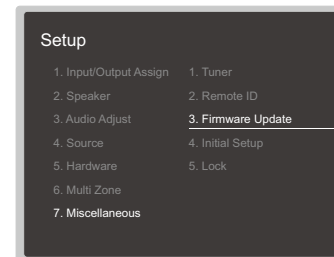 Setup
1. Input/Output Assign
2. Speaker
3. Audio Adjust
4. Source
5. Hardware
6. Multi Zone
7. Miscellaneous
1. Tuner
2. Remote ID
3. Firmware Update
4. Initial Setup
5. Lock